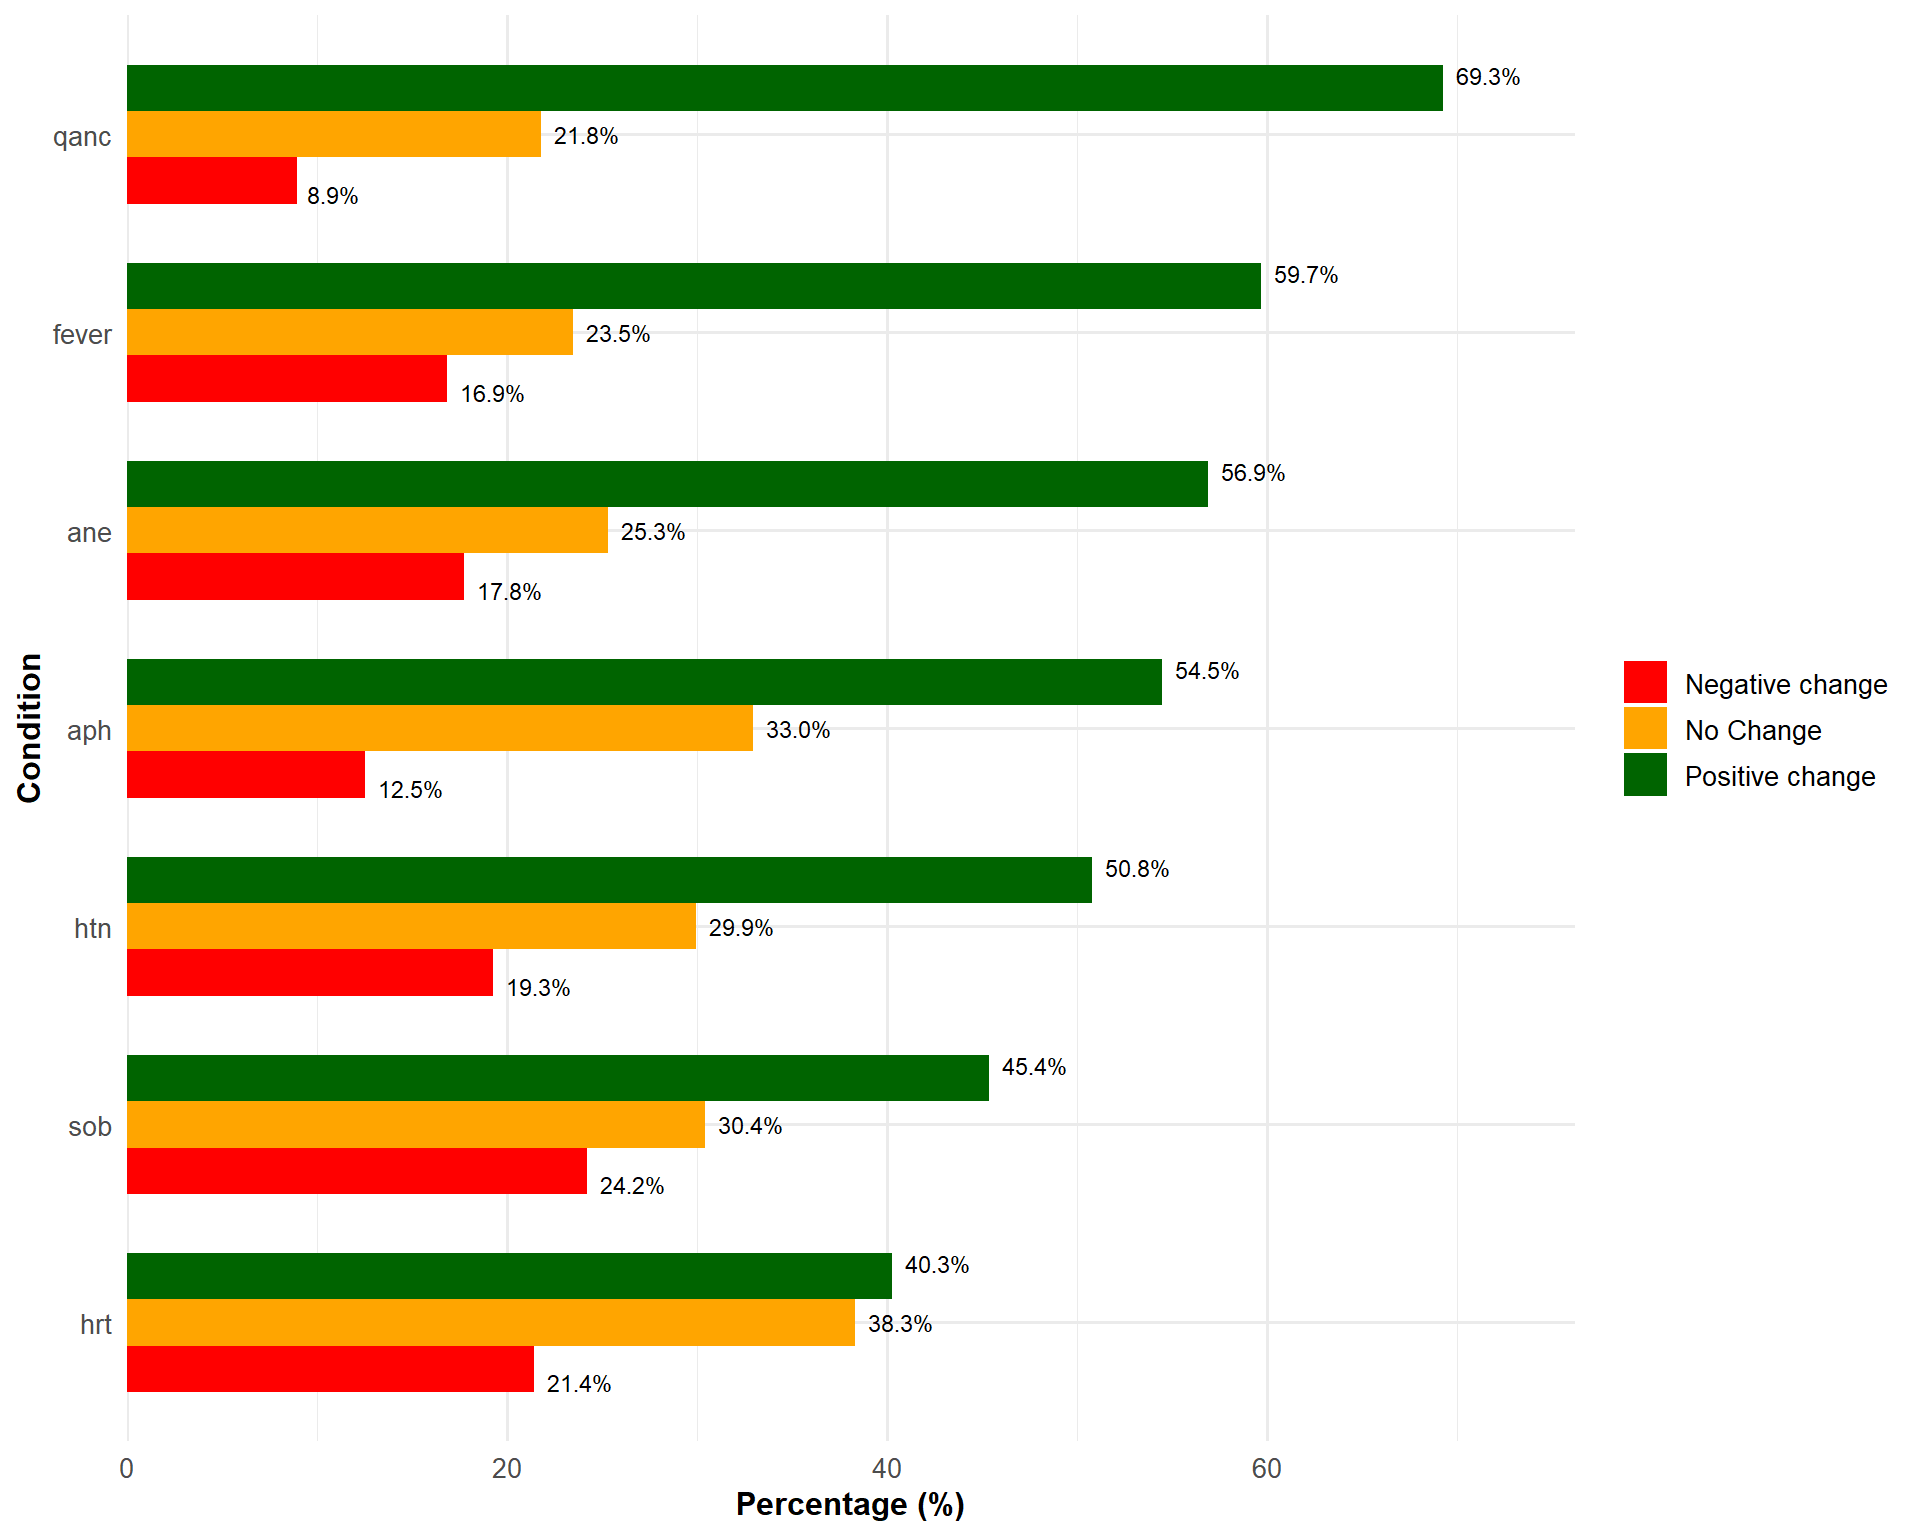 69.3%
qanc
21.8%
8.9%
59.7%
fever
23.5%
16.9%
56.9%
ane
25.3%
17.8%
54.5%
aph
33.0%
12.5%
50.8%
htn
29.9%
19.3%
45.4%
sob
30.4%
24.2%
40.3%
hrt
38.3%
21.4%
Condition
0 20 40 60
Percentage (%)
Negative change
No Change
Positive change